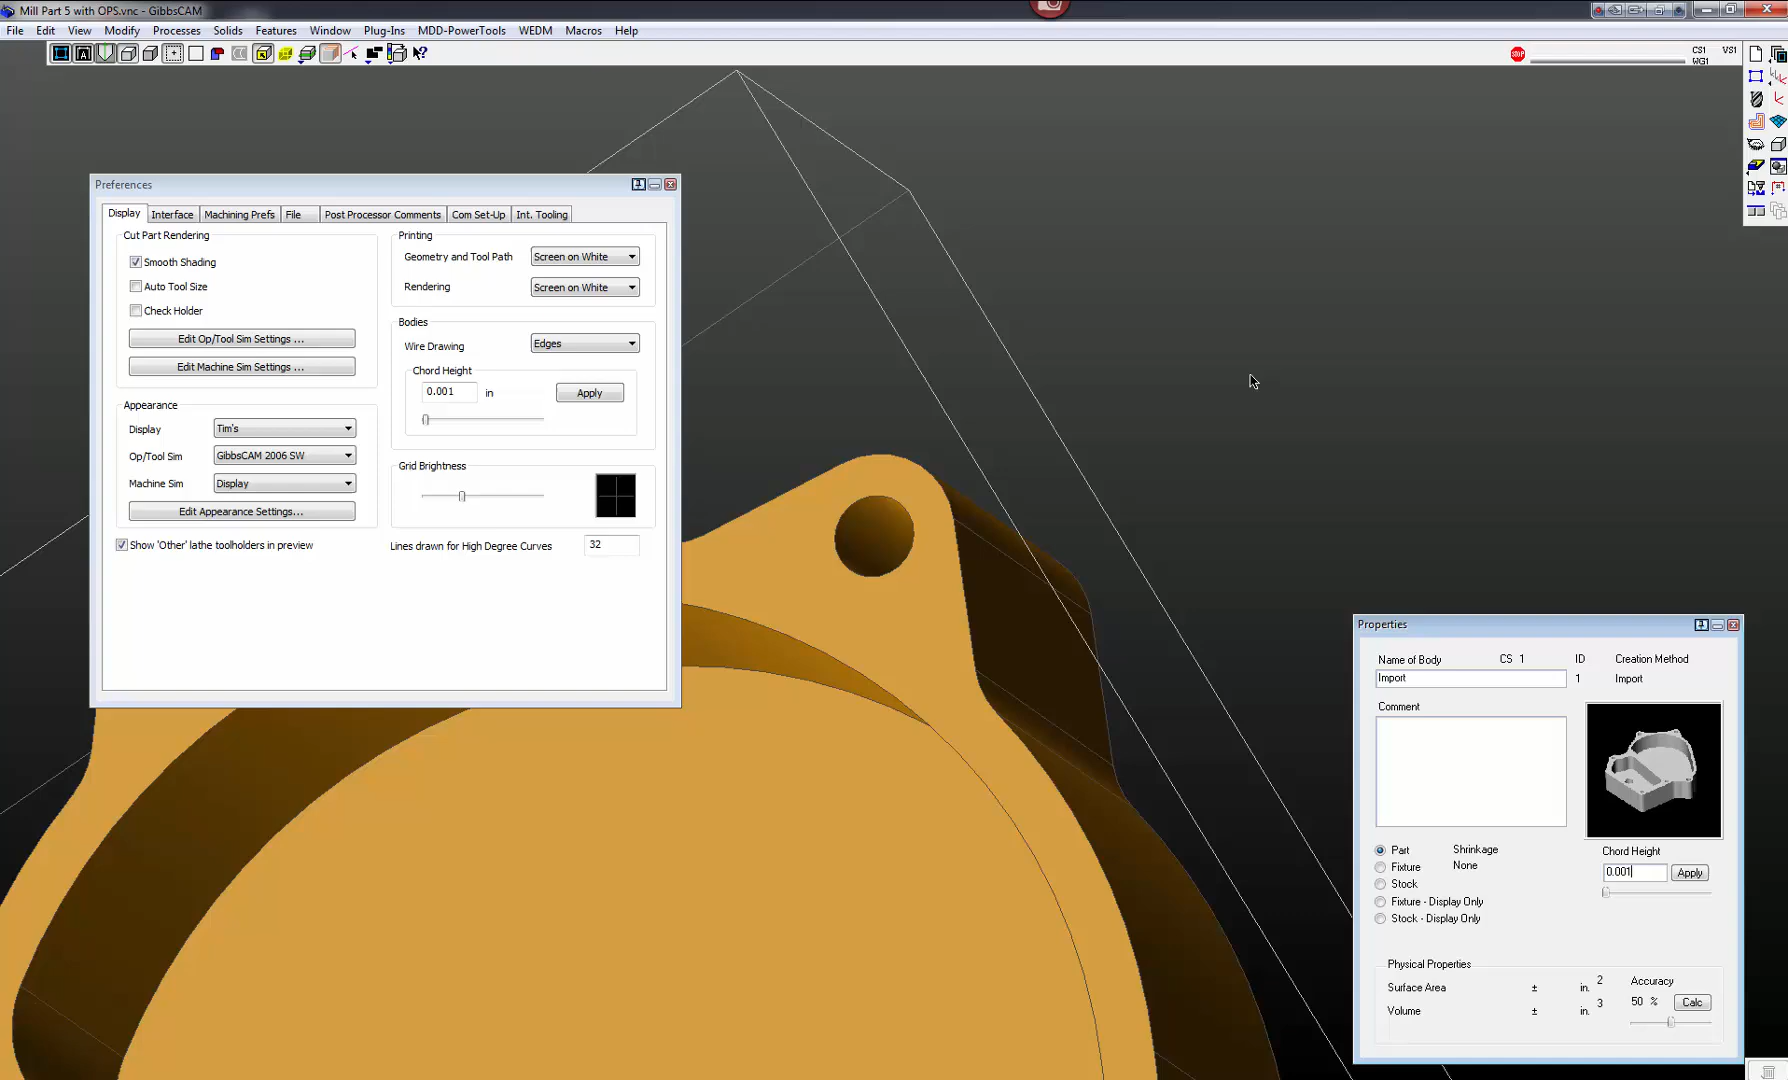 Mill Part 5 with OPS.vnc - GibbsCAM
File Edit View Modify Processes Solids Features Window Plug-Ins MDD-PowerTools WEDM Macros Help
STOP
CS1 VS1
WG1
Preferences
Display Interface Machining Prefs File Post Processor Comments Com Set-Up Int. Tooling
Cut Part Rendering
Smooth Shading
Auto Tool Size
Check Holder
Edit Op/Tool Sim Settings ...
Edit Machine Sim Settings ...
Appearance
Display Tim's
Op/Tool Sim GibbsCAM 2006 SW
Machine Sim Display
Edit Appearance Settings...
Show 'Other' lathe toolholders in preview
Printing
Geometry and Tool Path Screen on White
Rendering Screen on White
Bodies
Wire Drawing Edges
Chord Height
0.001 in Apply
Grid Brightness
Lines drawn for High Degree Curves 32
Properties
Name of Body CS 1 ID Creation Method
Import 1 Import
Comment
Part Shrinkage
Fixture None
Stock
Fixture - Display Only
Stock - Display Only
Chord Height
0.001 Apply
Physical Properties
Surface Area ± in. 2
Volume ± in. 3
Accuracy
50 % Calc